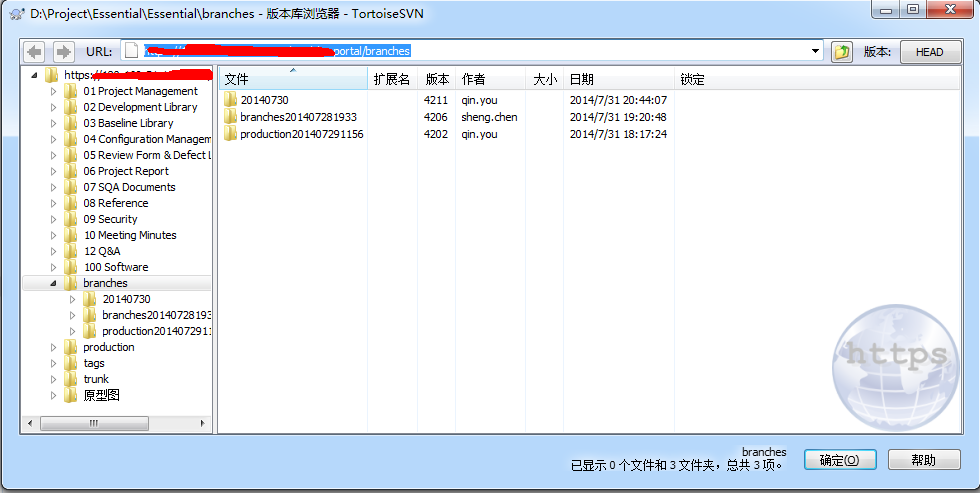 D:\Project\Essential\Essential\branches - 版本库浏览器 - TortoiseSVN
URL: portal/branches 版本: HEAD
https:
01 Project Management
02 Development Library
03 Baseline Library
04 Configuration Managem
05 Review Form & Defect L
06 Project Report
07 SQA Documents
08 Reference
09 Security
10 Meeting Minutes
12 Q&A
100 Software
branches
20140730
branches20140728193
production201407291
production
tags
trunk
原型图
文件 扩展名 版本 作者 大小 日期 锁定
20140730 4211 qin.you 2014/7/31 20:44:07
branches201407281933 4206 sheng.chen 2014/7/31 19:20:48
production201407291156 4202 qin.you 2014/7/31 18:17:24
https
branches
已显示 0 个文件和 3 文件夹，总共 3 项。
确定(O) 帮助